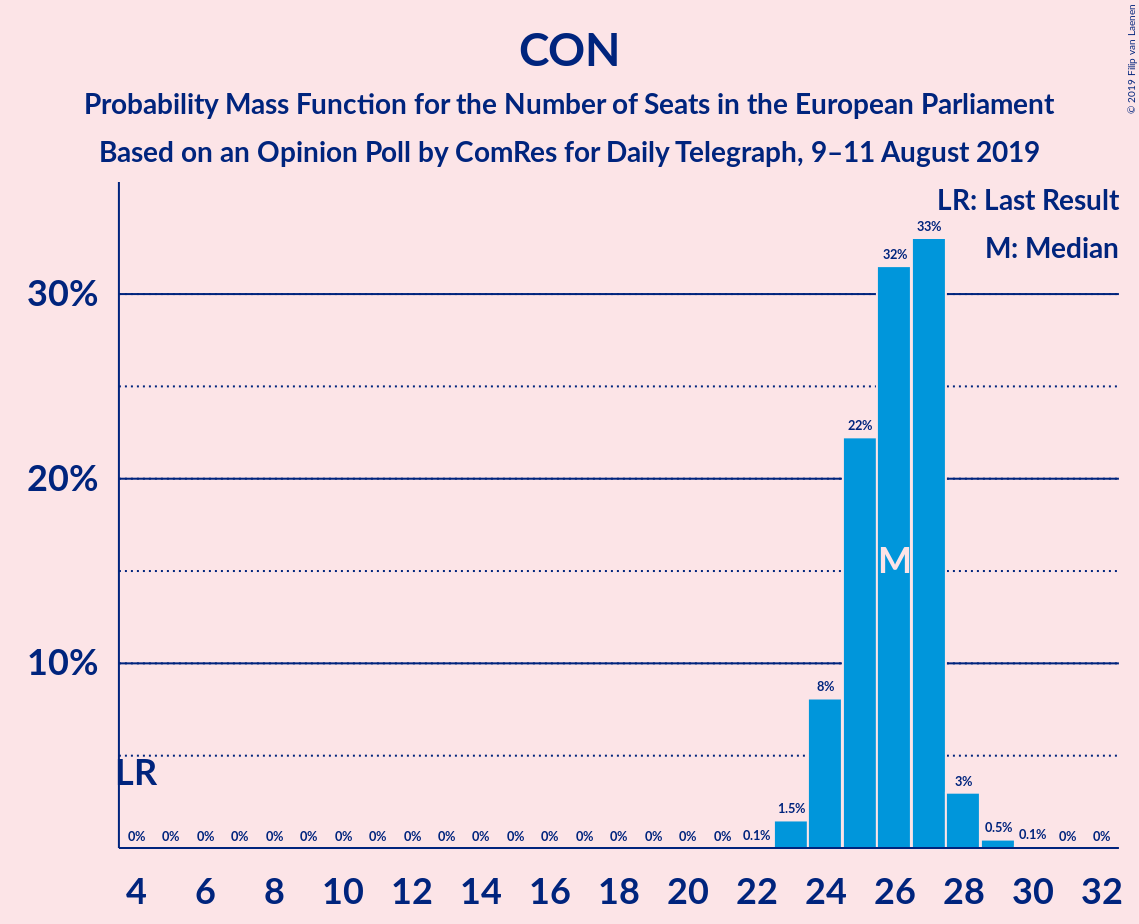 CON
Probability Mass Function for the Number of Seats in the European Parliament
Based on an Opinion Poll by ComRes for Daily Telegraph, 9–11 August 2019
© 2019 Filip van Laenen
LR: Last Result
M: Median
30%
20%
10%
LR
M
0% 0% 0% 0% 0% 0% 0% 0% 0% 0% 0% 0% 0% 0% 0% 0% 0% 0% 0.1% 1.5% 8% 22% 32% 33% 3% 0.5% 0.1% 0% 0%
4 6 8 10 12 14 16 18 20 22 24 26 28 30 32